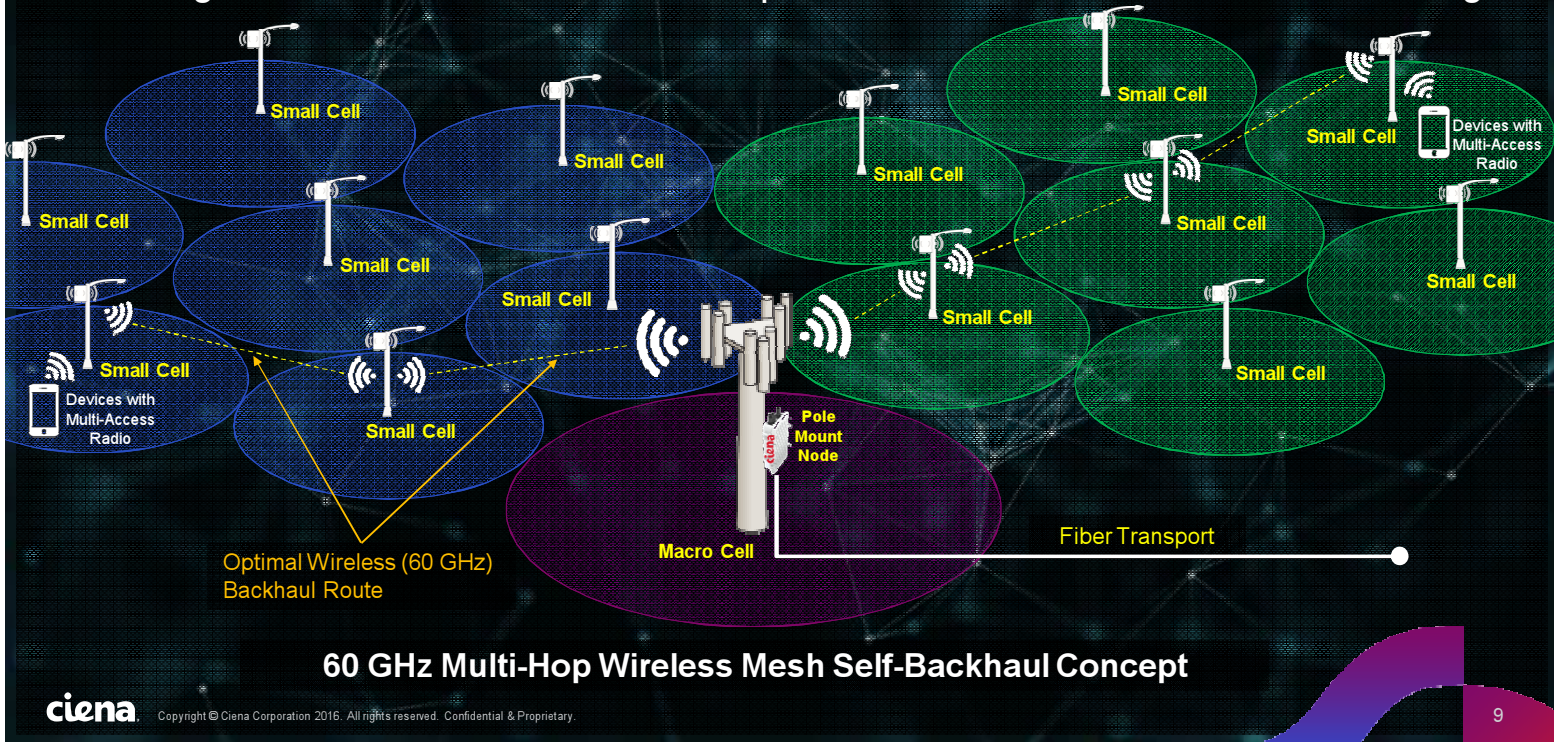 Small Cell
Small Cell
Small Cell
Small Cell
Devices with
Multi-Access
Radio
Small Cell
Small Cell
Small Cell
Small Cell
Small Cell
Small Cell
Small Cell
Small Cell
Small Cell
Small Cell
Devices with
Multi-Access
Radio
Pole
Mount
Node
ciena
Macro Cell
Fiber Transport
Optimal Wireless (60 GHz)
Backhaul Route
60 GHz Multi-Hop Wireless Mesh Self-Backhaul Concept
ciena.
Copyright © Ciena Corporation 2016. All rights reserved. Confidential & Proprietary.
9